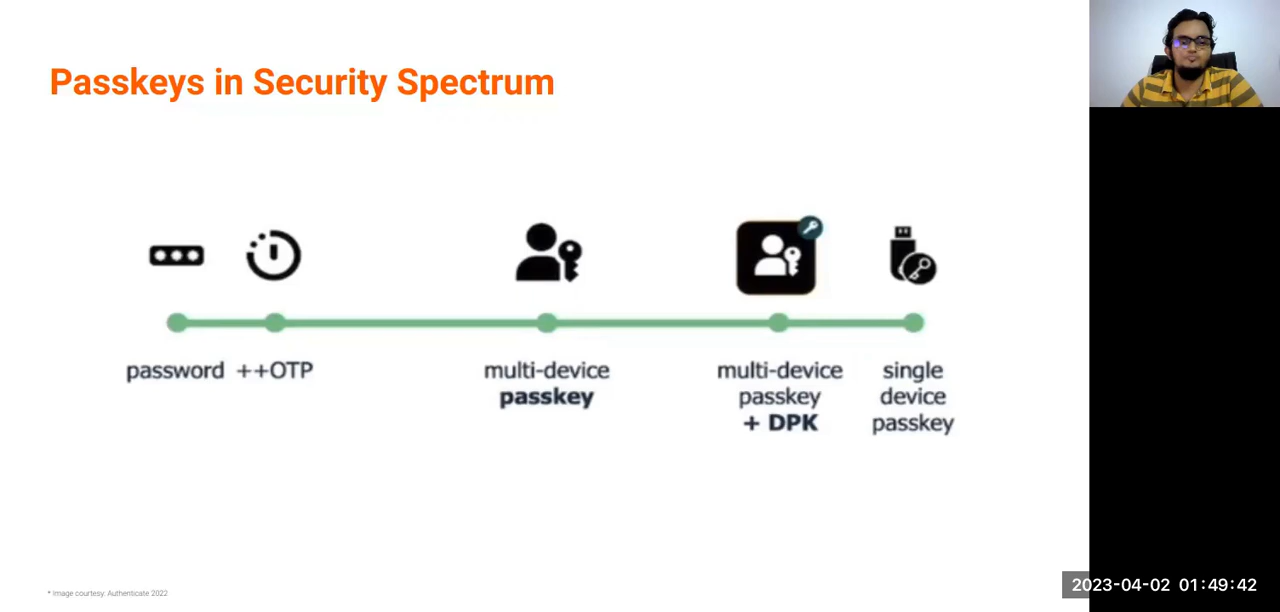 Passkeys in Security Spectrum
password
++OTP
multi-device
passkey
multi-device
passkey
+ DPK
single
device
passkey
* Image courtesy: Authenticate 2022
2023-04-02 01:49:42